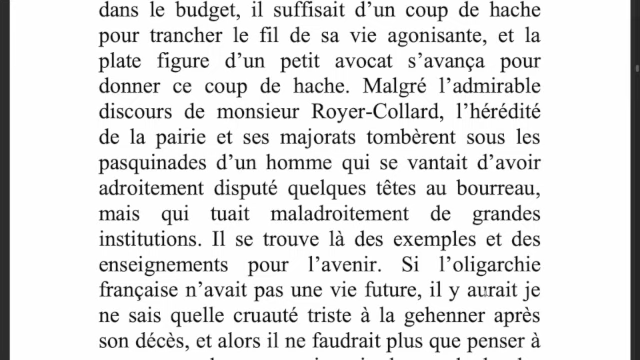 dans le budget, il suffisait d’un coup de hache
pour trancher le fil de sa vie agonisante, et la
plate figure d’un petit avocat s’avança pour
donner ce coup de hache. Malgré l’admirable
discours de monsieur Royer-Collard, l’hérédité
de la pairie et ses majorats tombèrent sous les
pasquinades d’un homme qui se vantait d’avoir
adroitement disputé quelques têtes au bourreau,
mais qui tuait maladroitement de grandes
institutions. Il se trouve là des exemples et des
enseignements pour l’avenir. Si l’oligarchie
française n’avait pas une vie future, il y aurait je
ne sais quelle cruauté triste à la gehenner après
son décès, et alors il ne faudrait plus que penser à